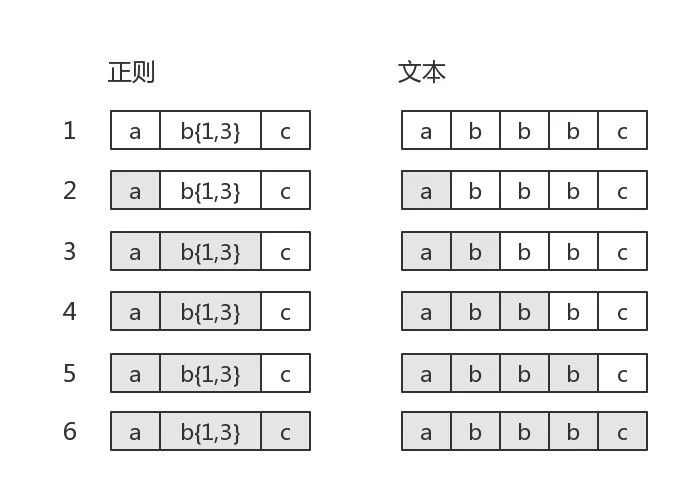 正则 文本
1 a b{1,3} c a b b b c
2 a b{1,3} c a b b b c
3 a b{1,3} c a b b b c
4 a b{1,3} c a b b b c
5 a b{1,3} c a b b b c
6 a b{1,3} c a b b b c